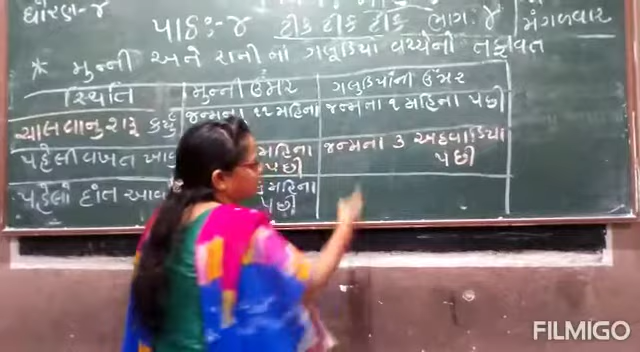 ધોરણ-૪
પાઠઃ-૪ ટીક ટીક ટીક ભાગ. ૪
મંગળવાર
* મુન્ની અને રાની નાં ગલૂડિયાં વચ્ચેનો તફાવત
સ્થિતિ મુન્ની ઉંમર ગલુડિયાંની ઉંમર
ચાલવાનુ શરૂ કર્યું જન્મના ૧૧ મહિના જન્મના ૧ મહિના પછી
પહેલીવખત મહિના જન્મના ૩ અઠવાડિયા
પછી પછી
પહેલો દાંત મહિના
પછી
FILMIGO